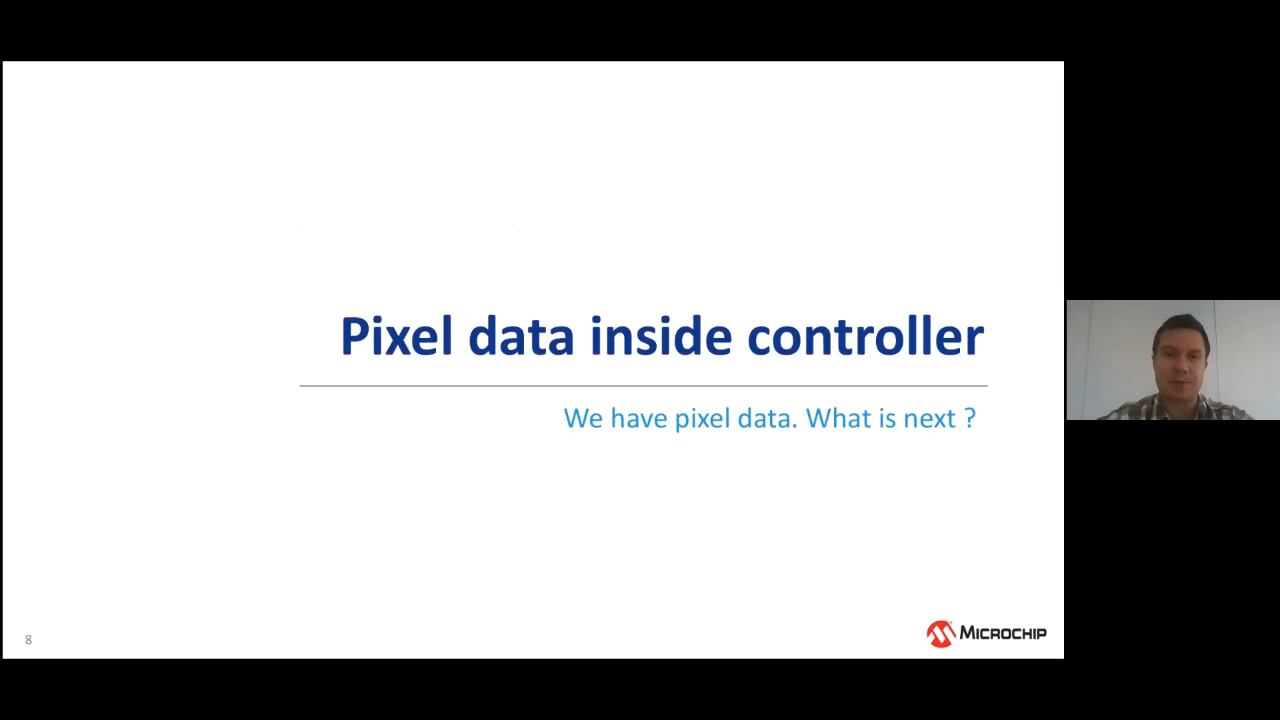 Pixel data inside controller
We have pixel data. What is next ?
8
MICROCHIP